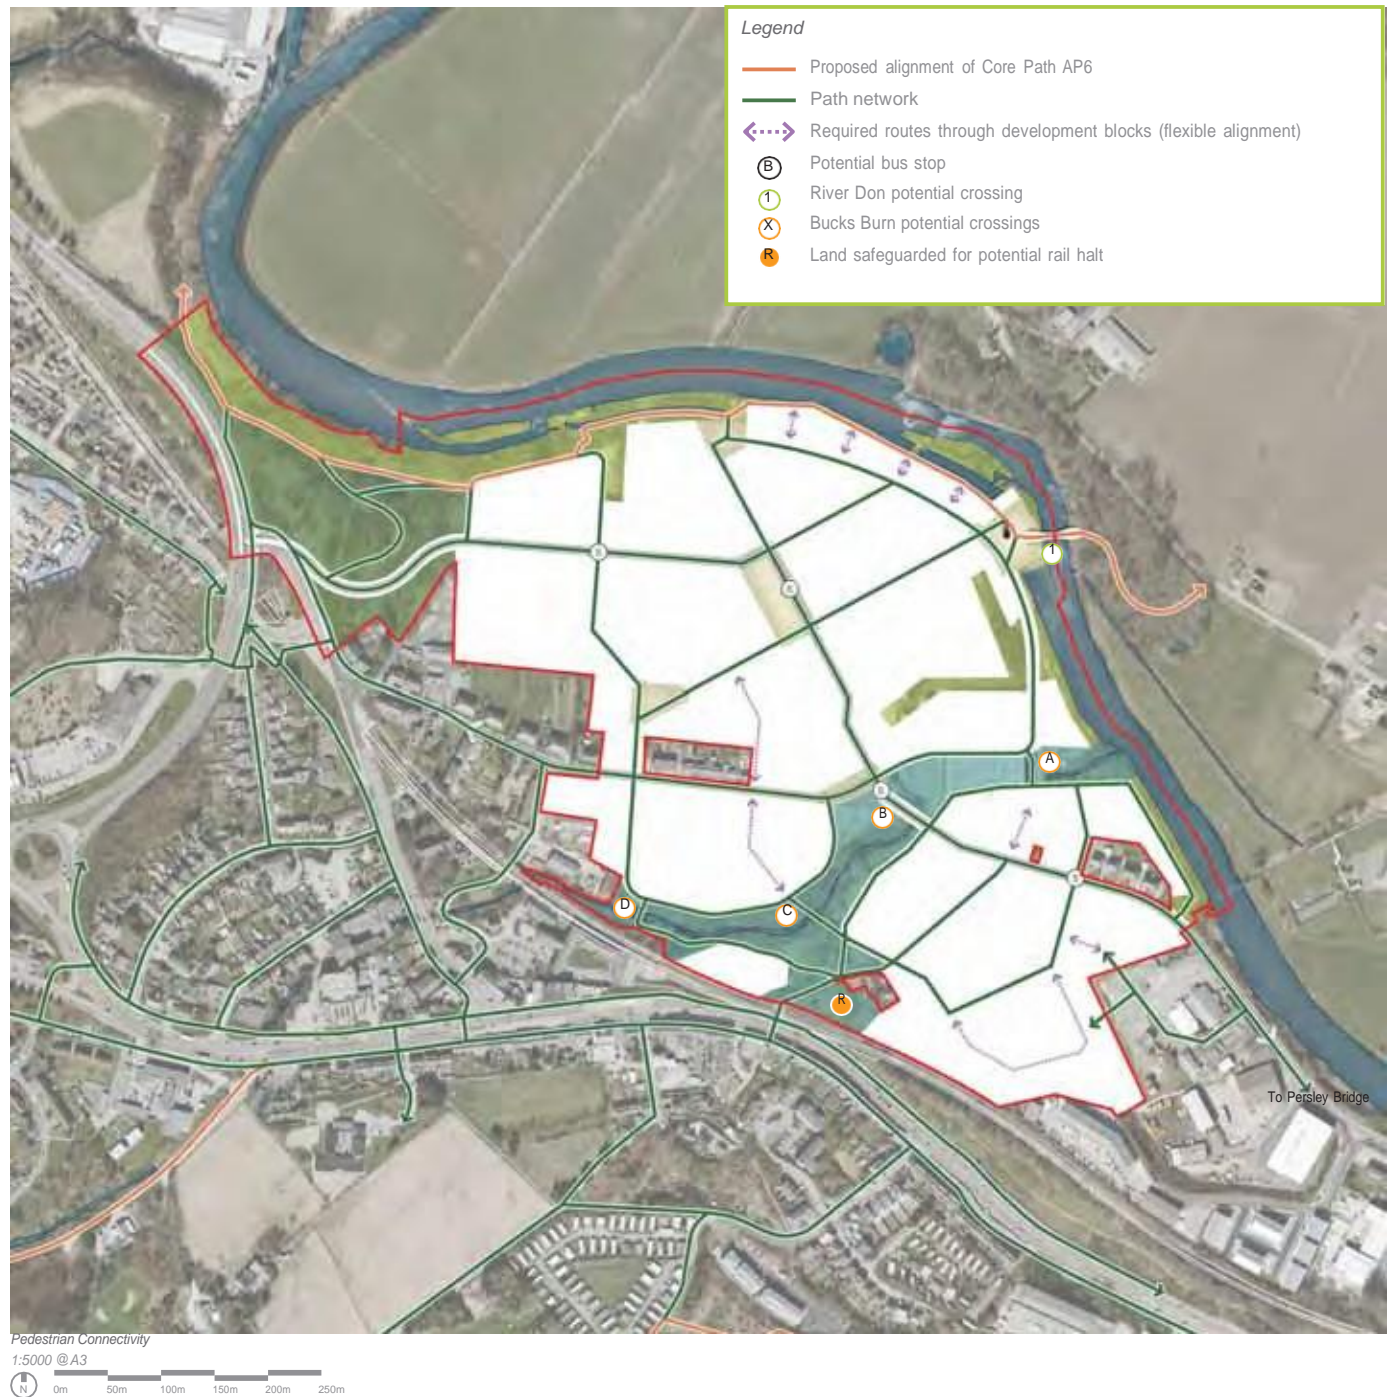 Legend
Proposed alignment of Core Path AP6
Path network
Required routes through development blocks (flexible alignment)
B Potential bus stop
1 River Don potential crossing
X Bucks Burn potential crossings
R Land safeguarded for potential rail halt
1
A
B
D
C
R
To Persley Bridge
Pedestrian Connectivity
1:5000 @A3
N 0m 50m 100m 150m 200m 250m